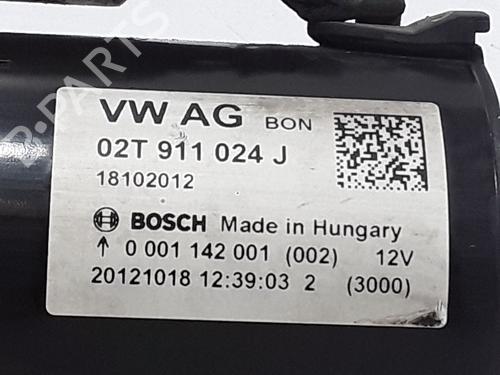 B-PARTS
VW AG BON
02T 911 024 J
18102012
BOSCH Made in Hungary
↑ 0 001 142 001 (002) 12V
20121018 12:39:03 2 (3000)